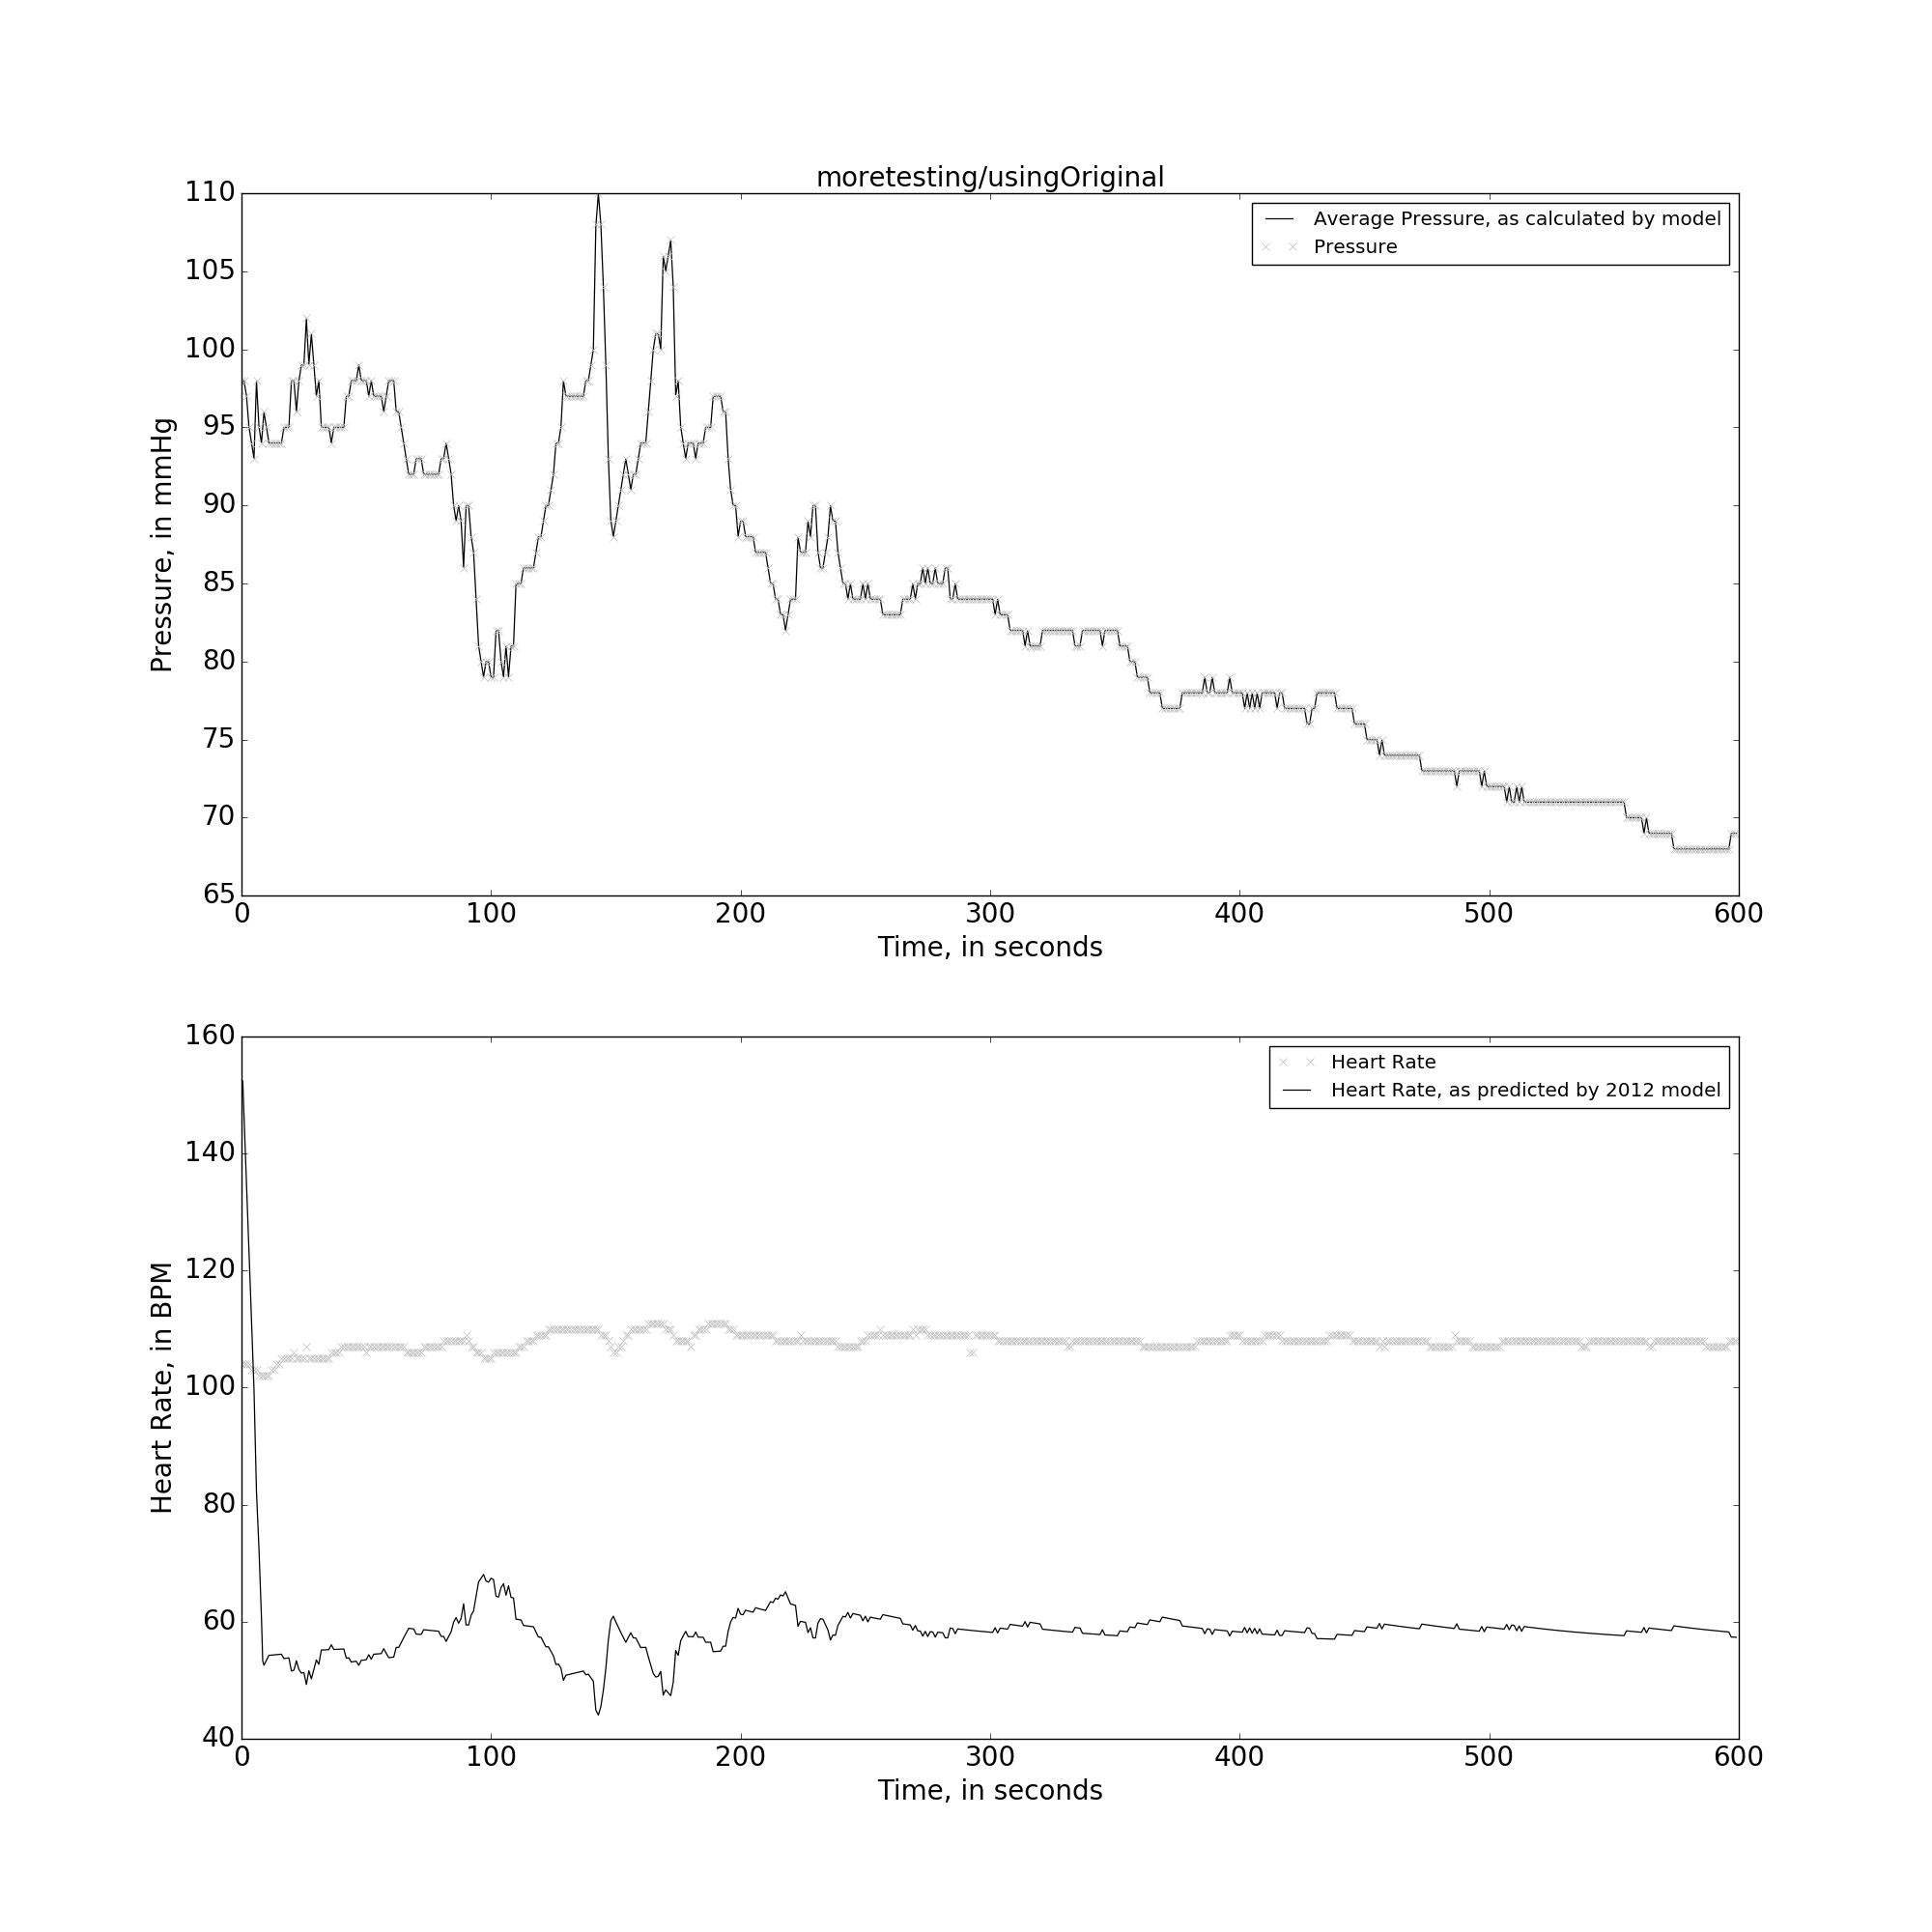 moretesting/usingOriginal
110
105
100
95
90
85
80
75
70
65
Pressure, in mmHg
Average Pressure, as calculated by model
Pressure
0 100 200 300 400 500 600
Time, in seconds
160
140
120
100
80
60
40
Heart Rate, in BPM
Heart Rate
Heart Rate, as predicted by 2012 model
0 100 200 300 400 500 600
Time, in seconds